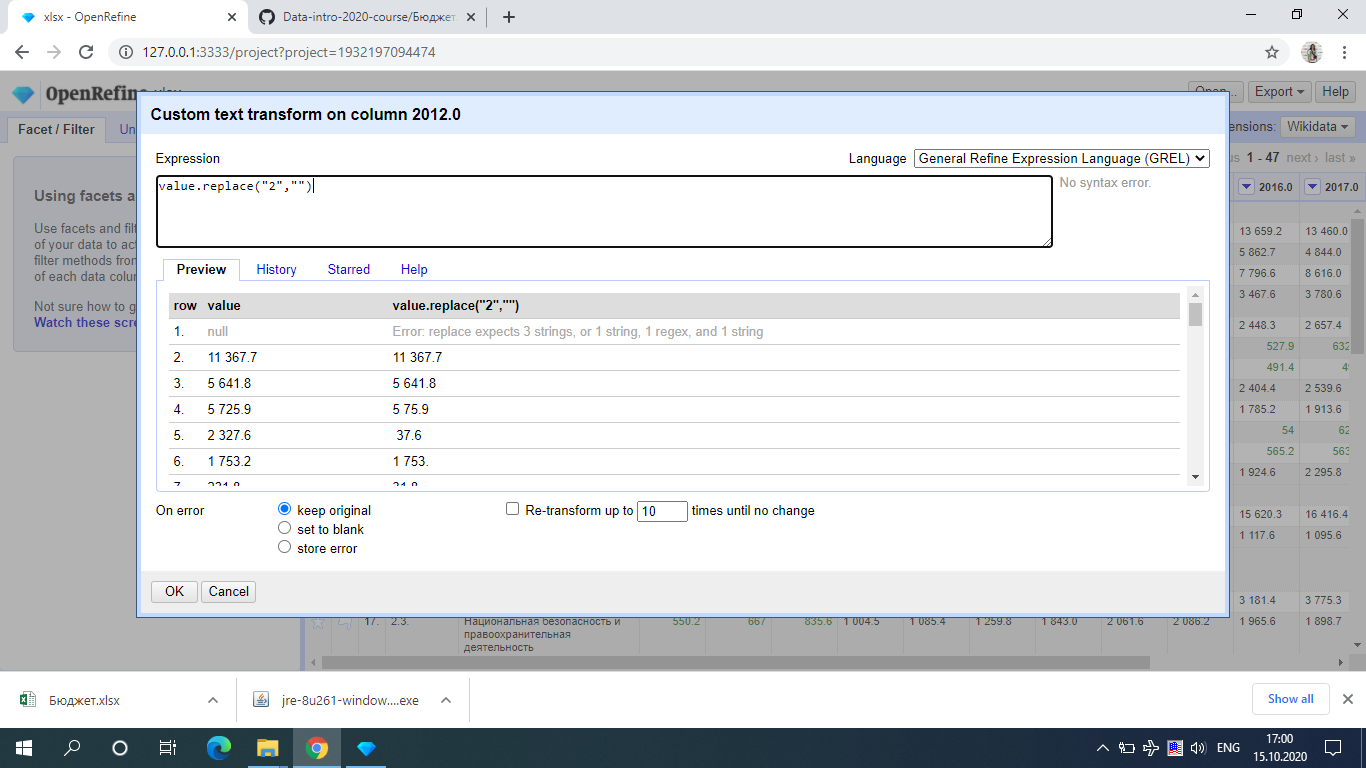 xlsx - OpenRefine
Data-intro-2020-course/Бюджет.
127.0.0.1:3333/project?project=1932197094474
OpenRefine xlsx
Open...
Export
Help
Facet / Filter
Un
ensions:
Wikidata
1 - 47 next › last »
Using facets a
Use facets and filt
of your data to act
filter methods from
of each data colum
Not sure how to g
Watch these scre
Custom text transform on column 2012.0
Expression
Language
General Refine Expression Language (GREL)
value.replace("2","")
No syntax error.
Preview
History
Starred
Help
row value value.replace("2","")
1. null Error: replace expects 3 strings, or 1 string, 1 regex, and 1 string
2. 11 367.7 11 367.7
3. 5 641.8 5 641.8
4. 5 725.9 5 75.9
5. 2 327.6 37.6
6. 1 753.2 1 753.
7. 231.8 31.8
On error
keep original
set to blank
store error
Re-transform up to 10 times until no change
OK
Cancel
2016.0 2017.0
13 659.2 13 460.0
5 862.7 4 844.0
7 796.6 8 616.0
3 467.6 3 780.6
2 448.3 2 657.4
527.9 632
491.4 49
2 404.4 2 539.6
1 785.2 1 913.6
54 62
565.2 563
1 924.6 2 295.8
15 620.3 16 416.4
1 117.6 1 095.6
3 181.4 3 775.3
17. 2.3. Национальная безопасность и 550.2 667 835.6 1 004.5 1 085.4 1 259.8 1 843.0 2 061.6 2 086.2 1 965.6 1 898.7
правоохранительная
деятельность
Бюджет.xlsx
jre-8u261-window....exe
Show all
ENG
17:00
15.10.2020